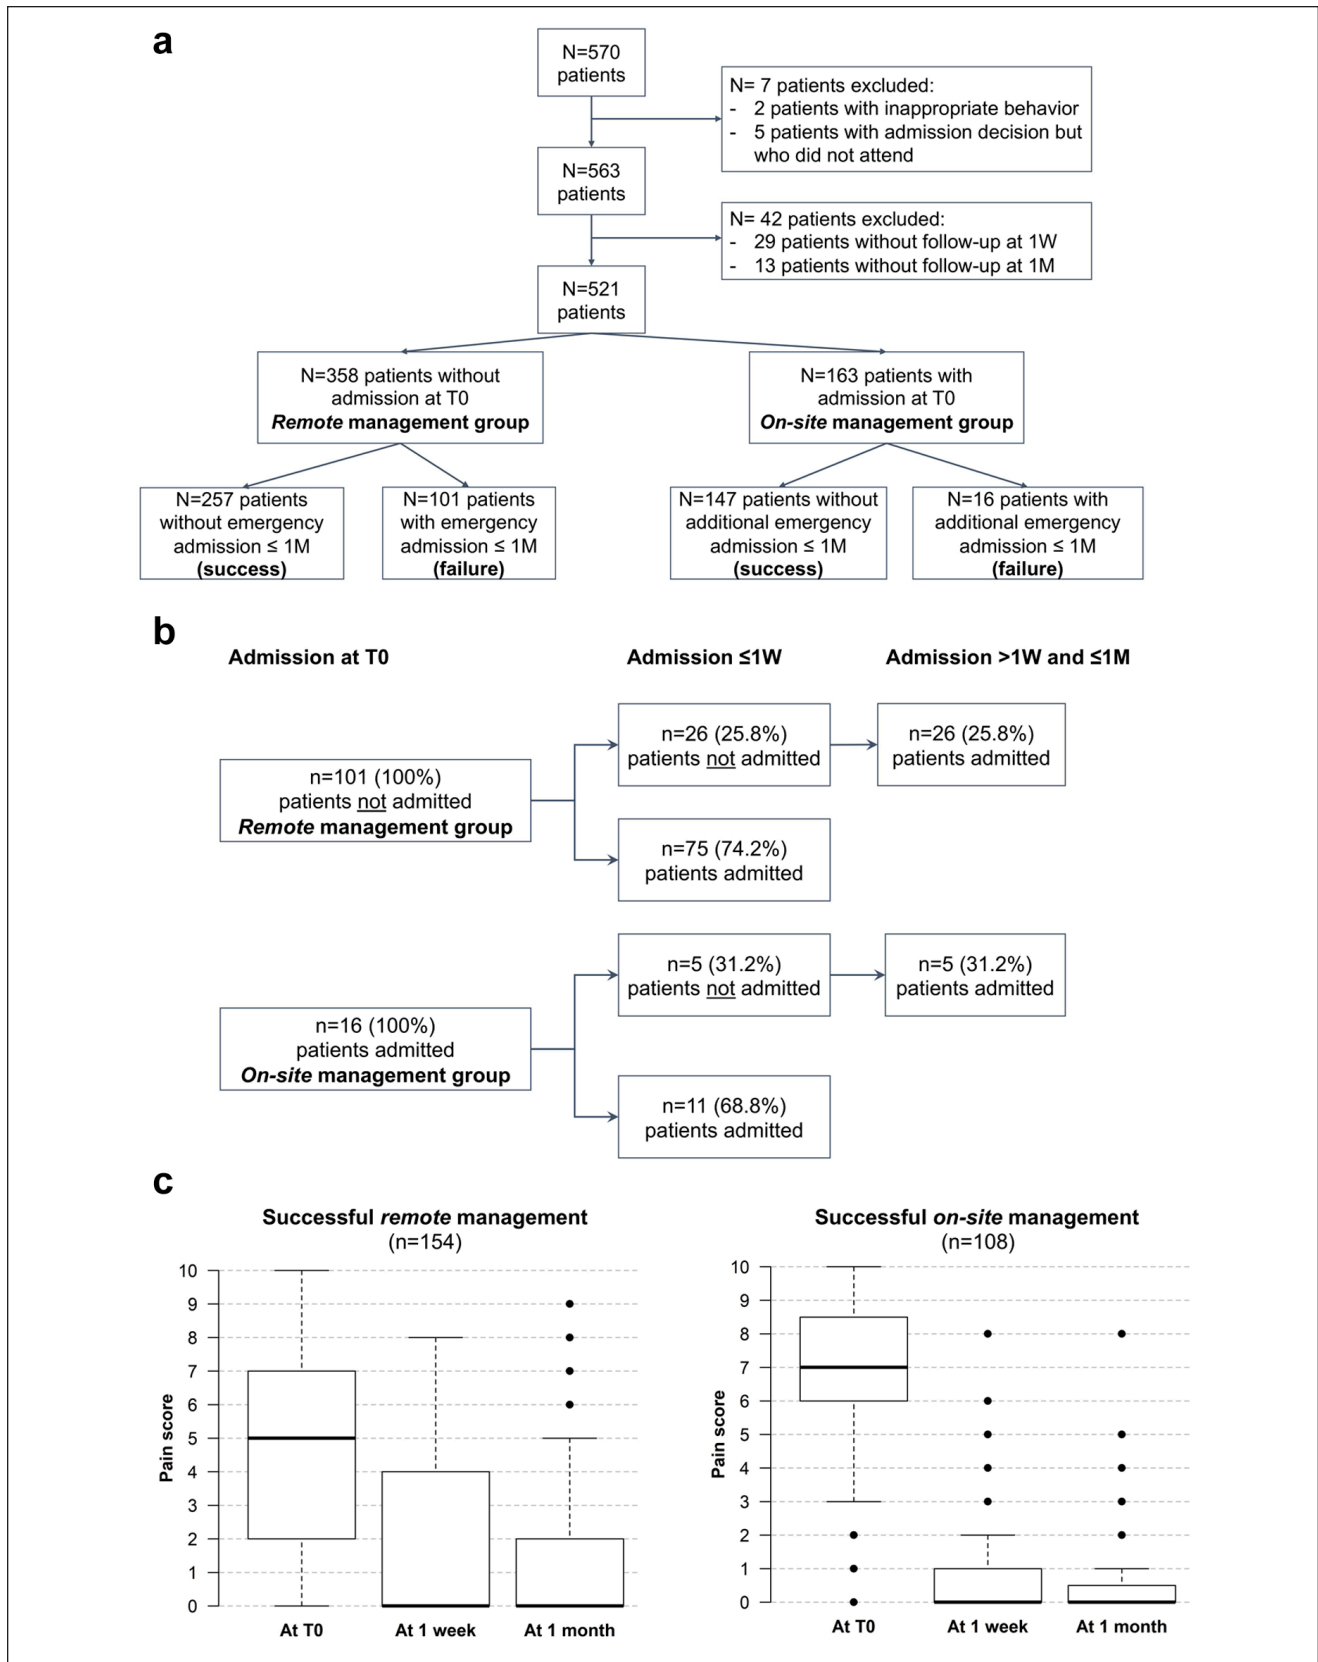 a
N=570
patients
N= 7 patients excluded:
- 2 patients with inappropriate behavior
- 5 patients with admission decision but
who did not attend
N=563
patients
N= 42 patients excluded:
- 29 patients without follow-up at 1W
- 13 patients without follow-up at 1M
N=521
patients
N=358 patients without
admission at T0
Remote management group
N=163 patients with
admission at T0
On-site management group
N=257 patients
without emergency
admission ≤ 1M
(success)
N=101 patients
with emergency
admission ≤ 1M
(failure)
N=147 patients without
additional emergency
admission ≤ 1M
(success)
N=16 patients with
additional emergency
admission ≤ 1M
(failure)
b
Admission at T0
Admission ≤1W
Admission >1W and ≤1M
n=101 (100%)
patients not admitted
Remote management group
n=26 (25.8%)
patients not admitted
n=26 (25.8%)
patients admitted
n=75 (74.2%)
patients admitted
n=16 (100%)
patients admitted
On-site management group
n=5 (31.2%)
patients not admitted
n=5 (31.2%)
patients admitted
n=11 (68.8%)
patients admitted
c
Successful remote management
(n=154)
Pain score
10
9
8
7
6
5
4
3
2
1
0
At T0
At 1 week
At 1 month
Successful on-site management
(n=108)
Pain score
10
9
8
7
6
5
4
3
2
1
0
At T0
At 1 week
At 1 month